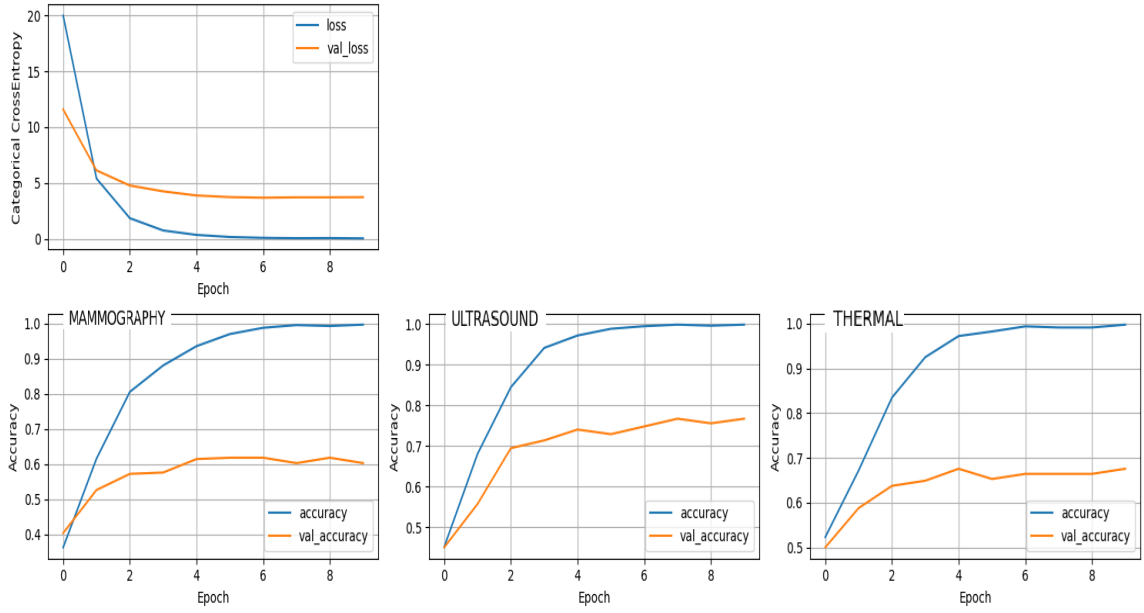 20
15
10
5
0
Categorical CrossEntropy
loss
val_loss
0 2 4 6 8
Epoch
MAMMOGRAPHY
1.0
0.9
0.8
0.7
0.6
0.5
0.4
Accuracy
accuracy
val_accuracy
0 2 4 6 8
Epoch
ULTRASOUND
1.0
0.9
0.8
0.7
0.6
0.5
Accuracy
accuracy
val_accuracy
0 2 4 6 8
Epoch
THERMAL
1.0
0.9
0.8
0.7
0.6
0.5
Accuracy
accuracy
val_accuracy
0 2 4 6 8
Epoch